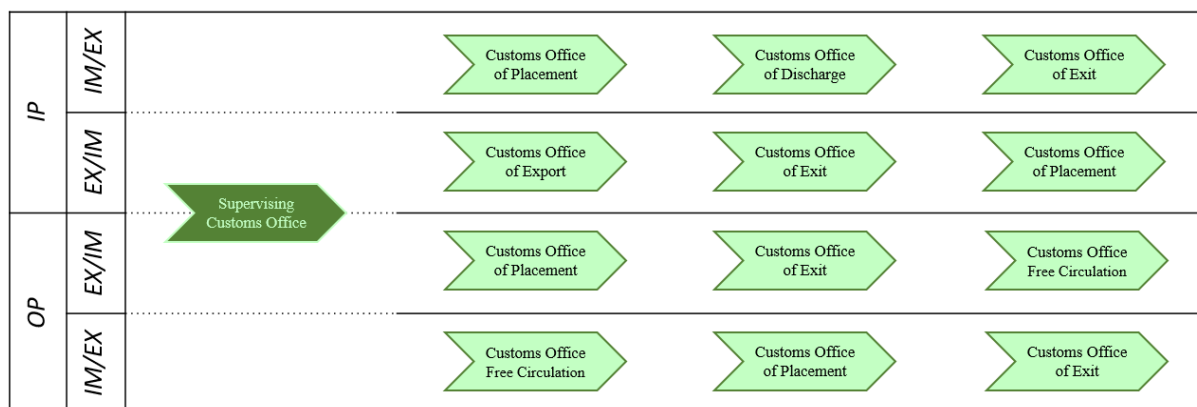 IP
IM/EX
Customs Office
of Placement
Customs Office
of Discharge
Customs Office
of Exit
EX/IM
Customs Office
of Export
Customs Office
of Exit
Customs Office
of Placement
Supervising
Customs Office
OP
EX/IM
Customs Office
of Placement
Customs Office
of Exit
Customs Office
Free Circulation
IM/EX
Customs Office
Free Circulation
Customs Office
of Placement
Customs Office
of Exit